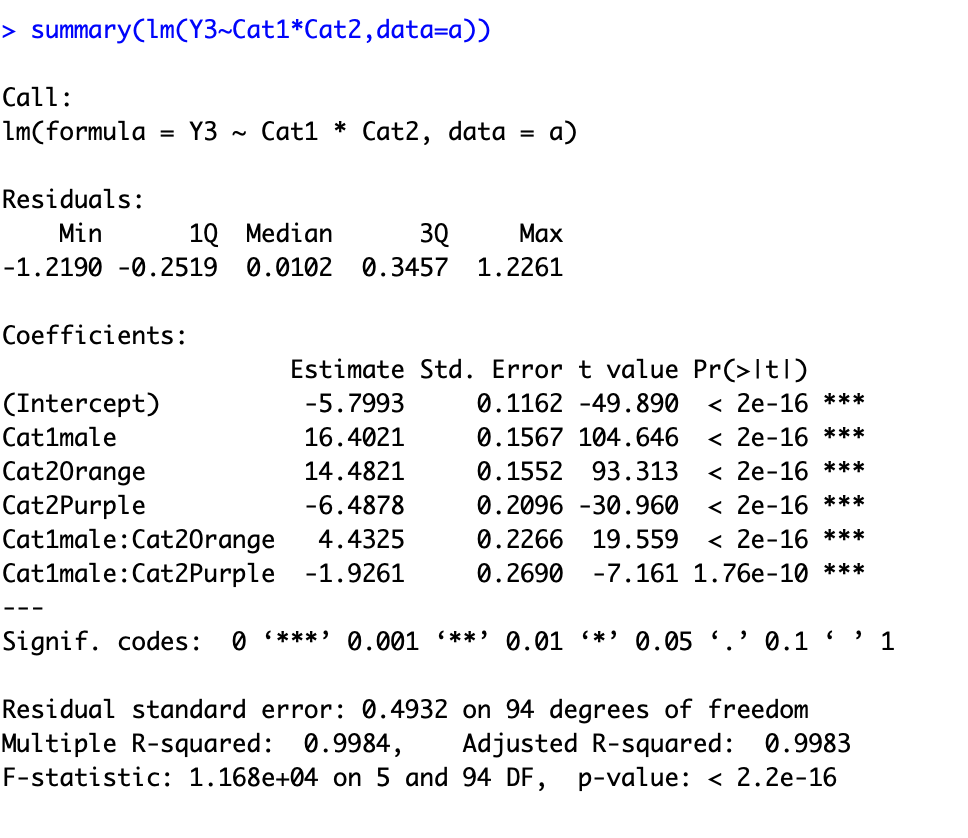 > summary(lm(Y3~Cat1*Cat2,data=a))
Call:
lm(formula = Y3 ~ Cat1 * Cat2, data = a)
Residuals:
    Min      1Q  Median      3Q     Max
-1.2190 -0.2519  0.0102  0.3457  1.2261
Coefficients:
                    Estimate Std. Error t value Pr(>|t|)
(Intercept)          -5.7993     0.1162 -49.890  < 2e-16 ***
Cat1male             16.4021     0.1567 104.646  < 2e-16 ***
Cat2Orange           14.4821     0.1552  93.313  < 2e-16 ***
Cat2Purple           -6.4878     0.2096 -30.960  < 2e-16 ***
Cat1male:Cat2Orange   4.4325     0.2266  19.559  < 2e-16 ***
Cat1male:Cat2Purple  -1.9261     0.2690  -7.161 1.76e-10 ***
---
Signif. codes:  0 ‘***’ 0.001 ‘**’ 0.01 ‘*’ 0.05 ‘.’ 0.1 ‘ ’ 1
Residual standard error: 0.4932 on 94 degrees of freedom
Multiple R-squared:  0.9984,    Adjusted R-squared:  0.9983
F-statistic: 1.168e+04 on 5 and 94 DF,  p-value: < 2.2e-16